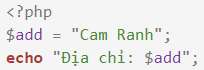 <?php
$add = "Cam Ranh";
echo "Địa chỉ: $add";